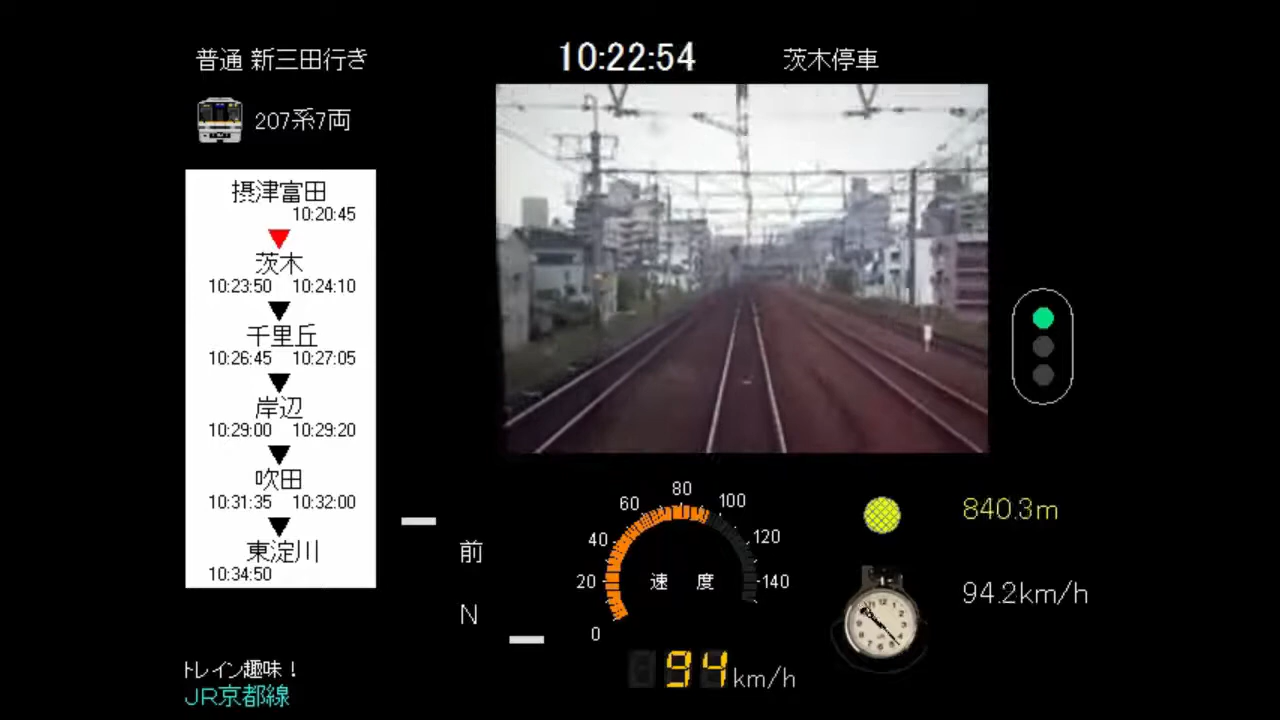 普通 新三田行き
10:22:54
茨木停車
207系7両
摂津富田
10:20:45
茨木
10:23:50 10:24:10
千里丘
10:26:45 10:27:05
岸辺
10:29:00 10:29:20
吹田
10:31:35 10:32:00
東淀川
10:34:50
前
N
0
20
40
60
80
100
120
140
速 度
94 km/h
840.3m
94.2km/h
トレイン趣味!
JR京都線